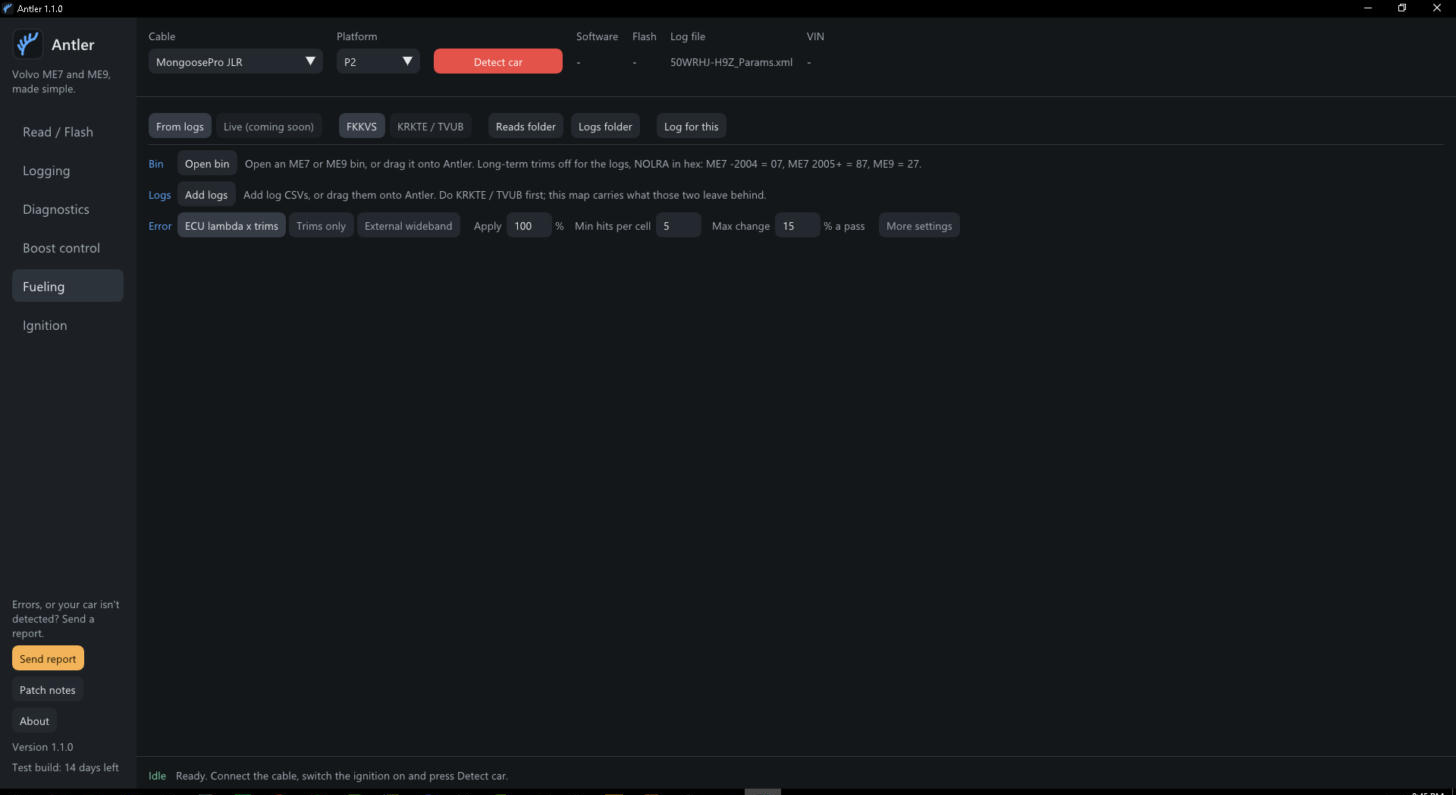 Antler 1.1.0
Antler
Volvo ME7 and ME9,
made simple.
Read / Flash
Logging
Diagnostics
Boost control
Fueling
Ignition
Errors, or your car isn't
detected? Send a
report.
Send report
Patch notes
About
Version 1.1.0
Test build: 14 days left
Cable Platform Software Flash Log file VIN
MongoosePro JLR P2 Detect car - - 50WRHJ-H9Z_Params.xml -
From logs Live (coming soon) FKKVS KRKTE / TVUB Reads folder Logs folder Log for this
Bin Open bin Open an ME7 or ME9 bin, or drag it onto Antler. Long-term trims off for the logs, NOLRA in hex: ME7 -2004 = 07, ME7 2005+ = 87, ME9 = 27.
Logs Add logs Add log CSVs, or drag them onto Antler. Do KRKTE / TVUB first; this map carries what those two leave behind.
Error ECU lambda x trims Trims only External wideband Apply 100 % Min hits per cell 5 Max change 15 % a pass More settings
Idle Ready. Connect the cable, switch the ignition on and press Detect car.